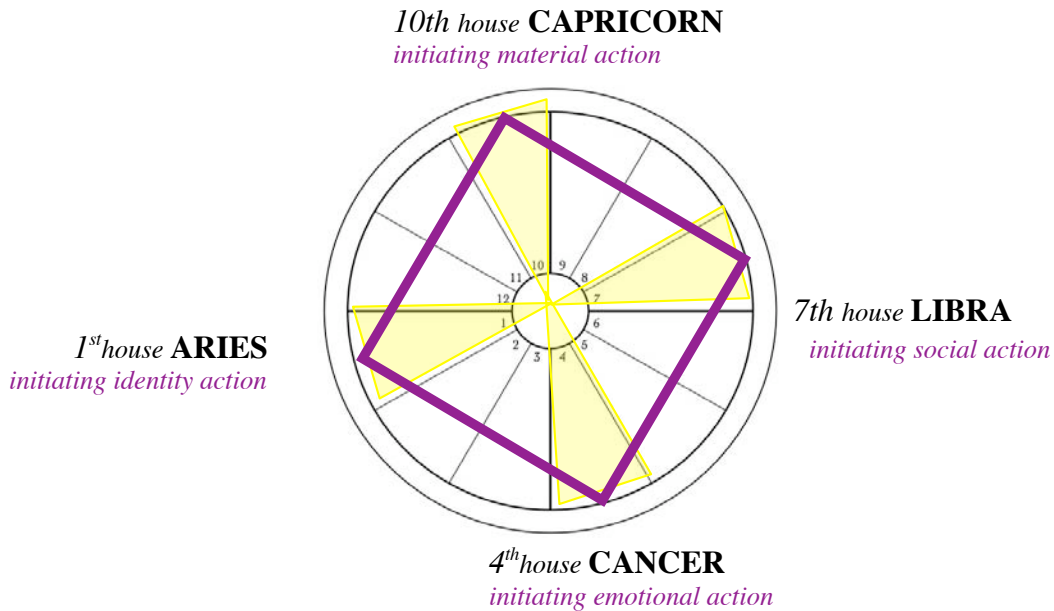 10th house CAPRICORN
initiating material action
10 9
11 8
12 7
1 6
2 5
3 4
7th house LIBRA
initiating social action
1st house ARIES
initiating identity action
4th house CANCER
initiating emotional action